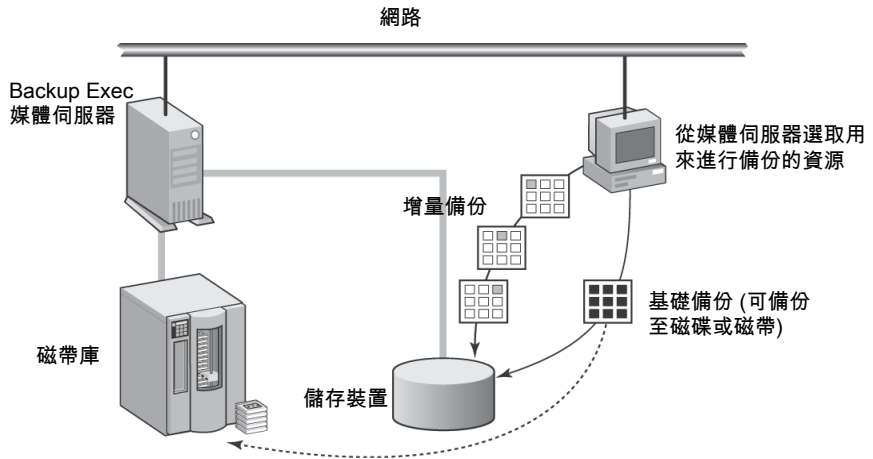 網路
Backup Exec
媒體伺服器
從媒體伺服器選取用
來進行備份的資源
增量備份
基礎備份 (可備份
至磁碟或磁帶)
磁帶庫
儲存裝置